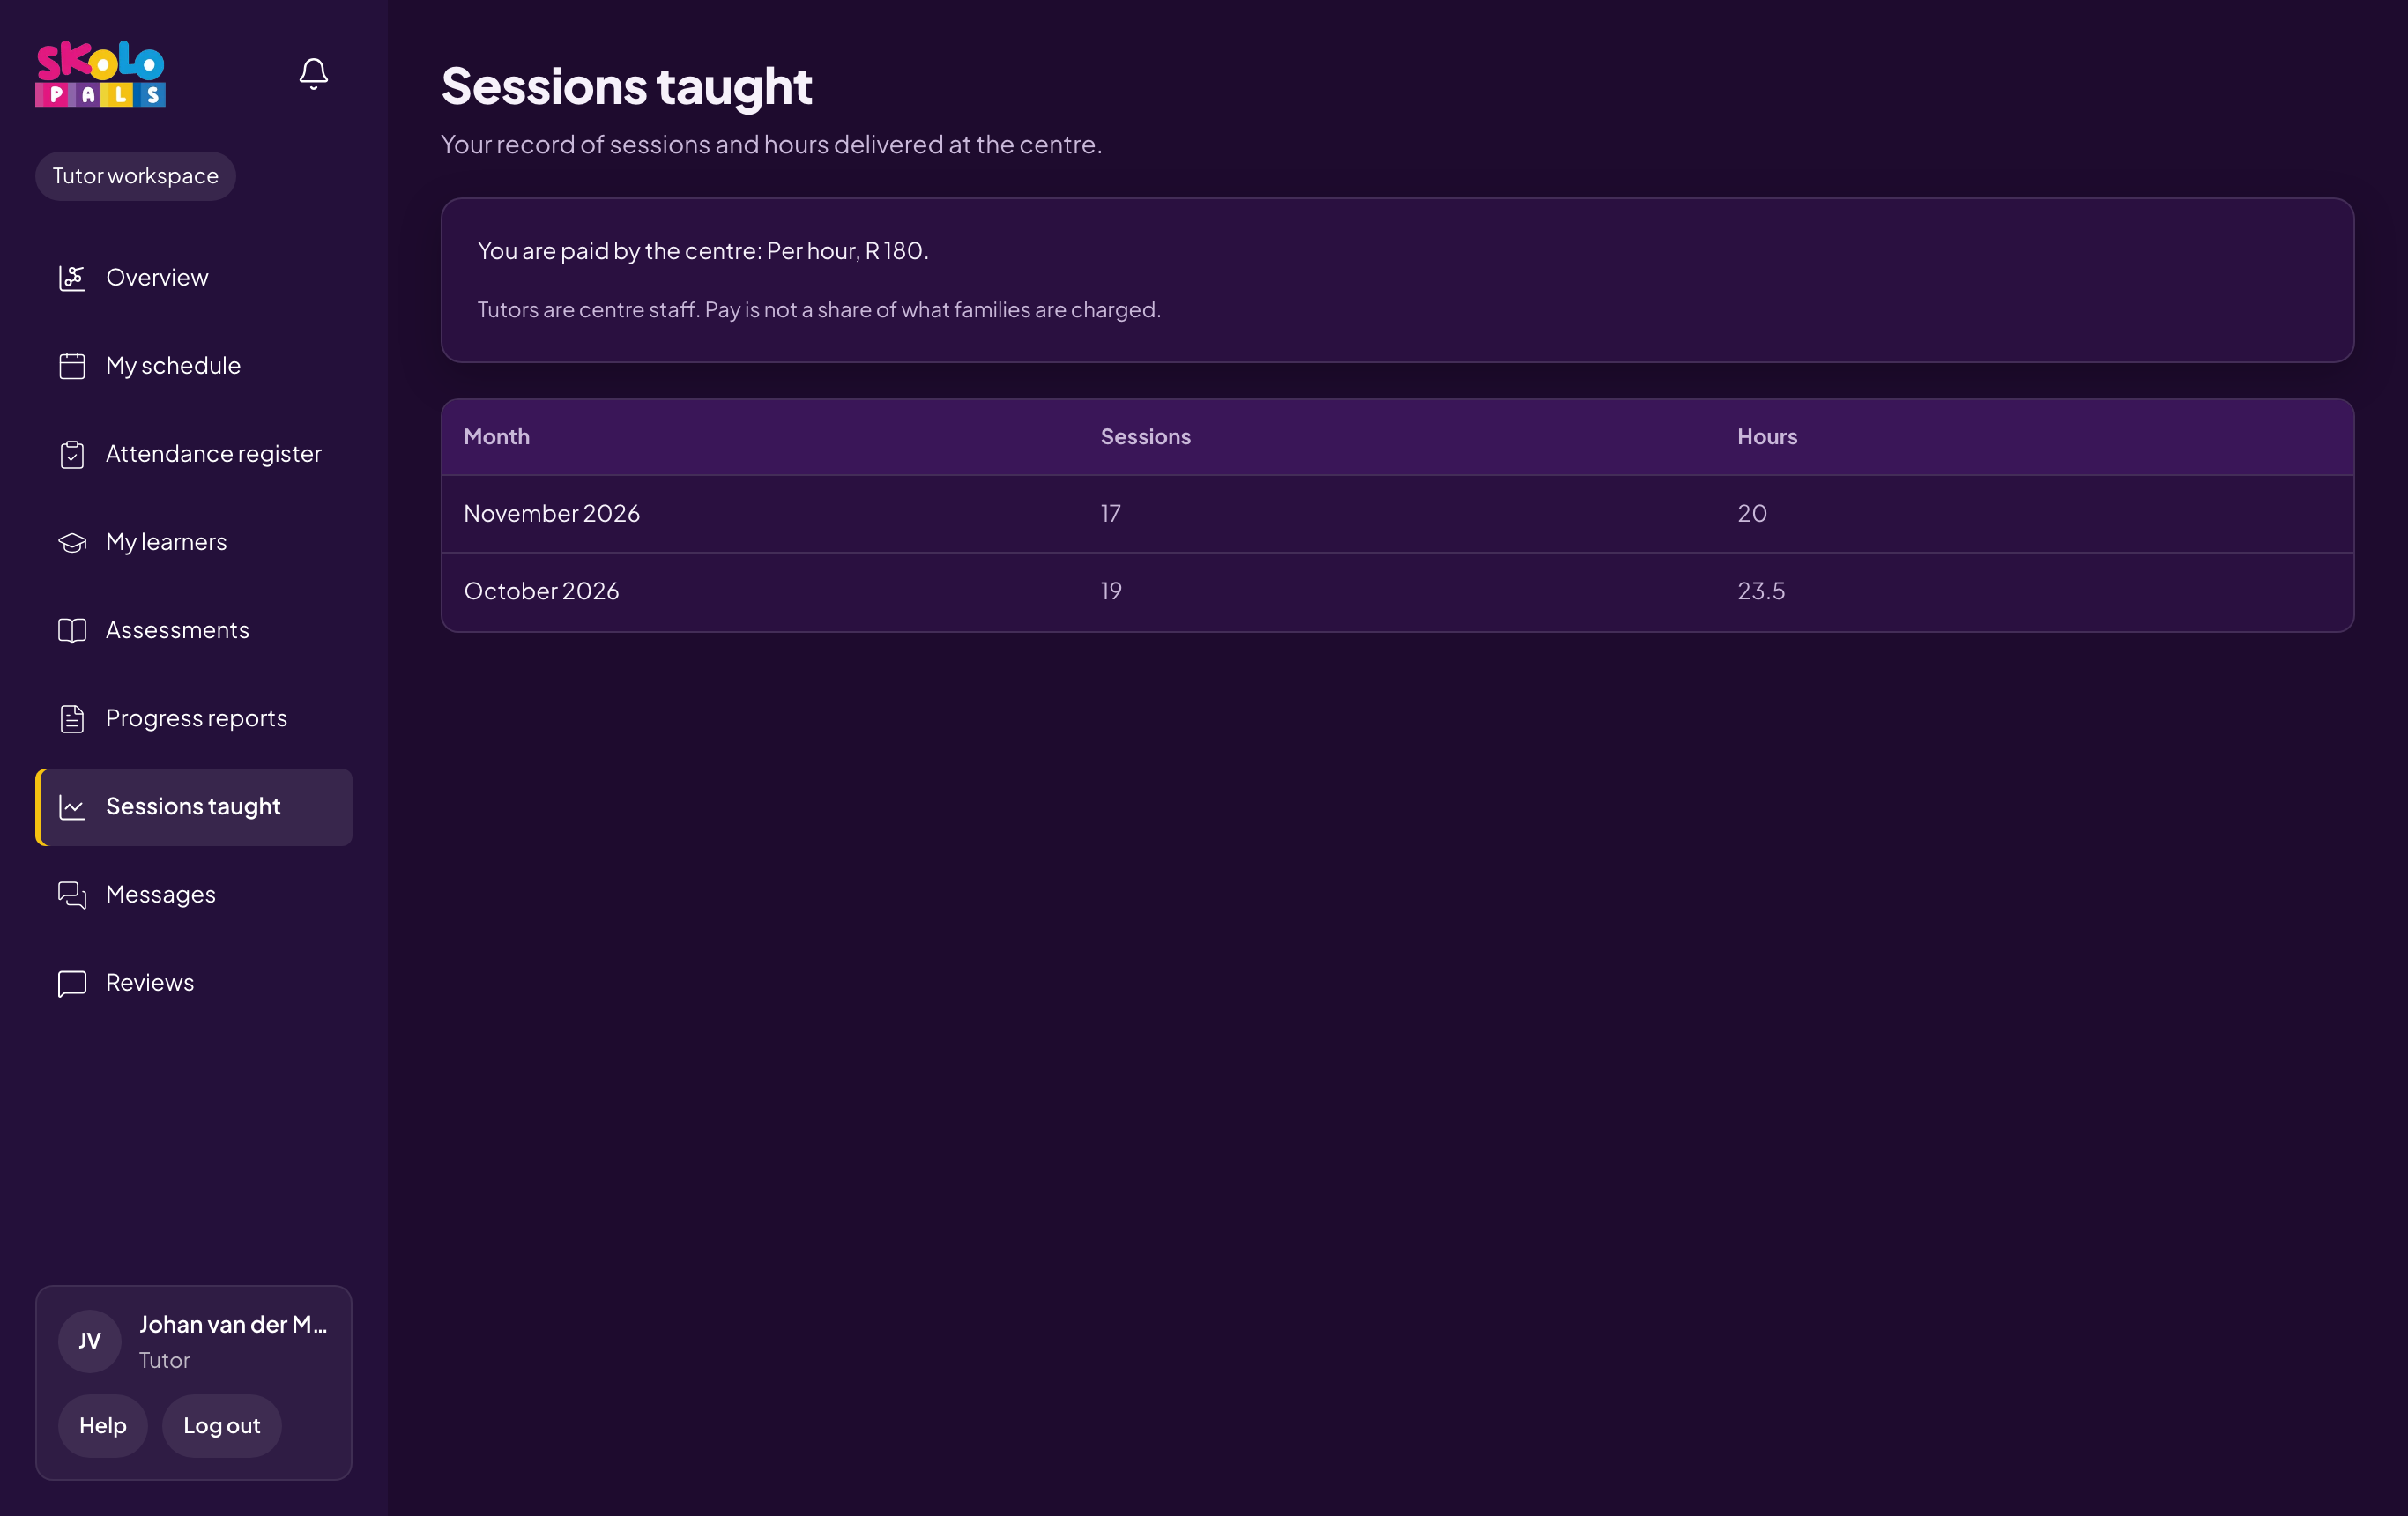 SKOLO
PALS
Tutor workspace
Overview
My schedule
Attendance register
My learners
Assessments
Progress reports
Sessions taught
Messages
Reviews
JV
Johan van der M...
Tutor
Help
Log out
Sessions taught
Your record of sessions and hours delivered at the centre.
You are paid by the centre: Per hour, R 180.
Tutors are centre staff. Pay is not a share of what families are charged.
Month Sessions Hours
November 2026 17 20
October 2026 19 23.5